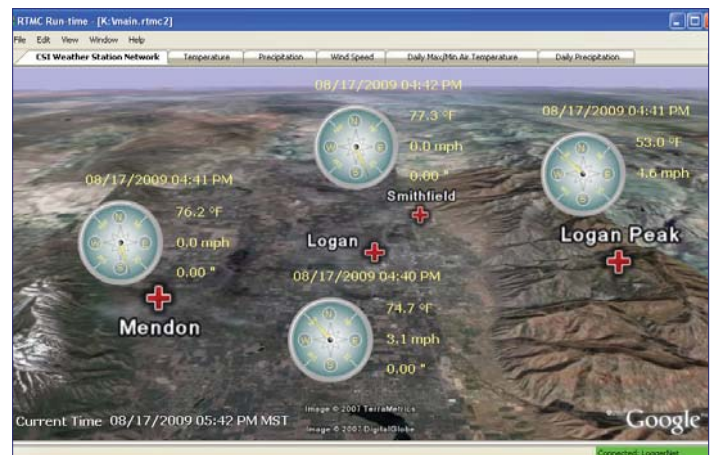 RTMC Run-time - [K:\main.rtmc2]
File Edit View Window Help
CSI Weather Station Network Temperature Precipitation Wind Speed Daily Max/Min Air Temperature Daily Precipitation
08/17/2009 04:42 PM
77.3 °F
0.0 mph
0.00 "
N
E
S
W
Smithfield
08/17/2009 04:41 PM
53.0 °F
4.6 mph
N
E
S
W
Logan Peak
08/17/2009 04:41 PM
76.2 °F
0.0 mph
0.00 "
N
E
S
W
Mendon
Logan
08/17/2009 04:40 PM
74.7 °F
3.1 mph
0.00 "
N
E
S
W
Current Time 08/17/2009 05:42 PM MST
Image © 2007 TerraMetrics
Image © 2007 DigitalGlobe
Google
Connected: LoggerNet